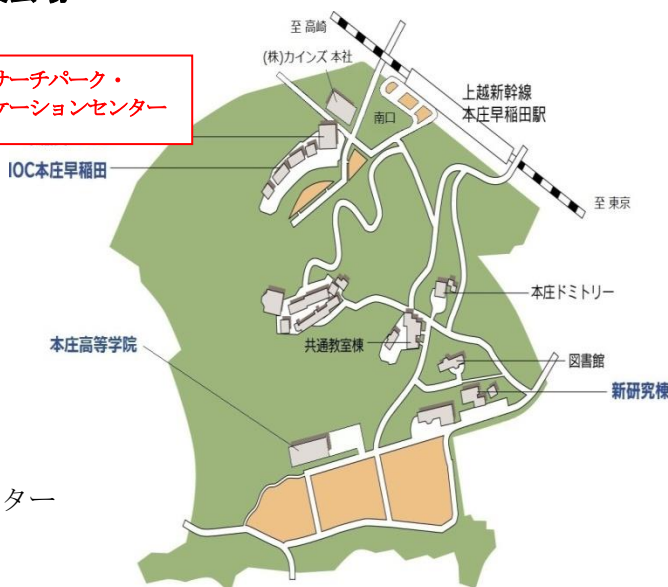 至 高崎
(株)カインズ 本社
サーチパーク・
ケーションセンター
上越新幹線
本庄早稲田駅
南口
IOC本庄早稲田
至 東京
本庄ドミトリー
本庄高等学院
共通教室棟
図書館
新研究棟
ター